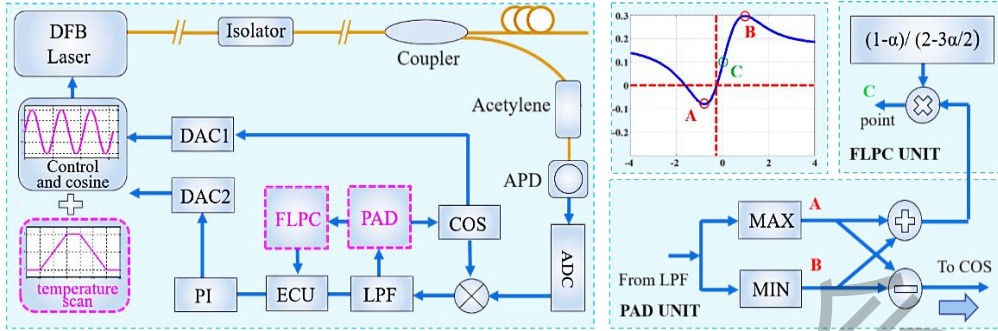 DFB
Laser
Isolator
Coupler
Acetylene
APD
ADC
Control
and cosine
DAC1
DAC2
FLPC
PAD
COS
PI
ECU
LPF
temperature
scan
0.3
0.2
0.1
0
-0.1
-0.2
-4
-2
0
2
4
A
B
C
(1-α)/ (2-3α/2)
C
point
FLPC UNIT
MAX
A
MIN
B
From LPF
To COS
PAD UNIT